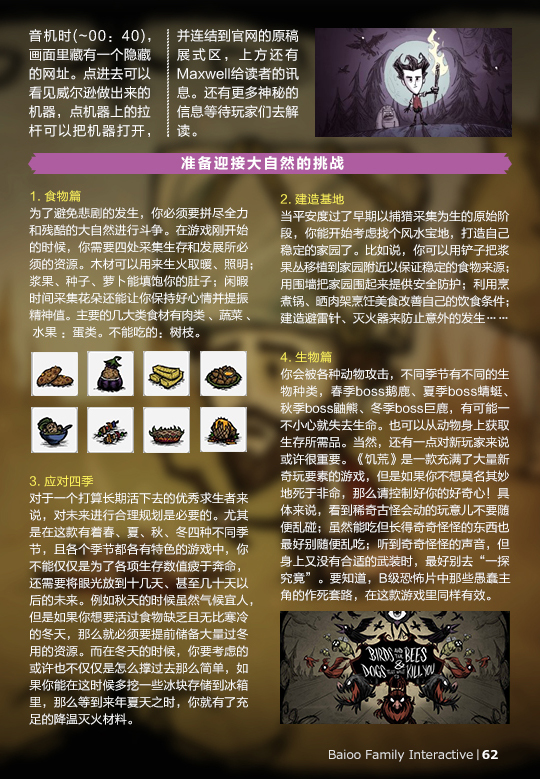 音机时(~00：40)，
画面里藏有一个隐藏
的网址。点进去可以
看见威尔逊做出来的
机器，点机器上的拉
杆可以把机器打开，
并连结到官网的原稿
展式区，上方还有
Maxwell给读者的讯
息。还有更多神秘的
信息等待玩家们去解
读。
准备迎接大自然的挑战
1. 食物篇
为了避免悲剧的发生，你必须要拼尽全力
和残酷的大自然进行斗争。在游戏刚开始
的时候，你需要四处采集生存和发展所必
须的资源。木材可以用来生火取暖、照明；
浆果、种子、萝卜能填饱你的肚子；闲暇
时间采集花朵还能让你保持好心情并提振
精神值。主要的几大类食材有肉类 、蔬菜 、
水果 ；蛋类。不能吃的：树枝。
3. 应对四季
对于一个打算长期活下去的优秀求生者来
说，对未来进行合理规划是必要的。尤其
是在这款有着春、夏、秋、冬四种不同季
节，且各个季节都各有特色的游戏中，你
不能仅仅是为了各项生存数值疲于奔命，
还需要将眼光放到十几天、甚至几十天以
后的未来。例如秋天的时候虽然气候宜人，
但是如果你想要活过食物缺乏且无比寒冷
的冬天，那么就必须要提前储备大量过冬
用的资源。而在冬天的时候，你要考虑的
或许也不仅仅是怎么撑过去那么简单，如
果你能在这时候多挖一些冰块存储到冰箱
里，那么等到来年夏天之时，你就有了充
足的降温灭火材料。
2. 建造基地
当平安度过了早期以捕猎采集为生的原始阶
段，你能开始考虑找个风水宝地，打造自己
稳定的家园了。比如说，你可以用铲子把浆
果丛移植到家园附近以保证稳定的食物来源；
用围墙把家园围起来提供安全防护；利用烹
煮锅、晒肉架烹饪美食改善自己的饮食条件；
建造避雷针、灭火器来防止意外的发生……
4. 生物篇
你会被各种动物攻击，不同季节有不同的生
物种类，春季boss鹅鹿、夏季boss蜻蜓、
秋季boss鼬熊、冬季boss巨鹿，有可能一
不小心就失去生命。也可以从动物身上获取
生存所需品。当然，还有一点对新玩家来说
或许很重要。《饥荒》是一款充满了大量新
奇玩要素的游戏，但是如果你不想莫名其妙
地死于非命，那么请控制好你的好奇心！具
体来说，看到稀奇古怪会动的玩意儿不要随
便乱碰；虽然能吃但长得奇奇怪怪的东西也
最好别随便乱吃；听到奇奇怪怪的声音，但
身上又没有合适的武装时，最好别去“一探
究竟”。要知道，B级恐怖片中那些愚蠢主
角的作死套路，在这款游戏里同样有效。
BIRDS AND THE BEES
&
DOGS THAT WILL KILL YOU
Baioo Family Interactive | 62